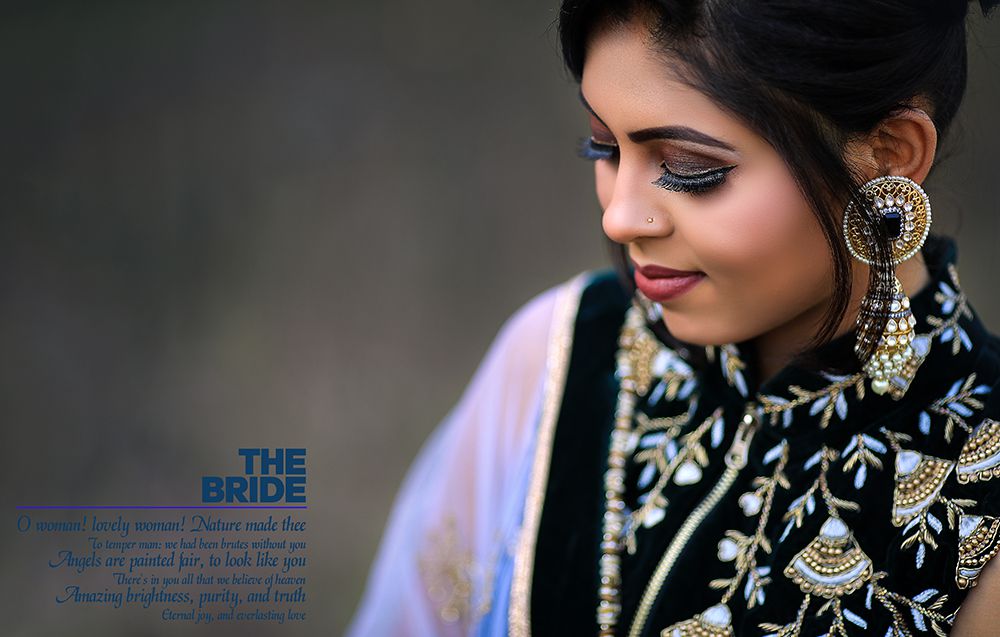 THE
BRIDE
O woman! lovely woman! Nature made thee
To temper man: we had been brutes without you
Angels are painted fair, to look like you
There's in you all that we believe of heaven
Amazing brightness, purity, and truth
Eternal joy, and everlasting love